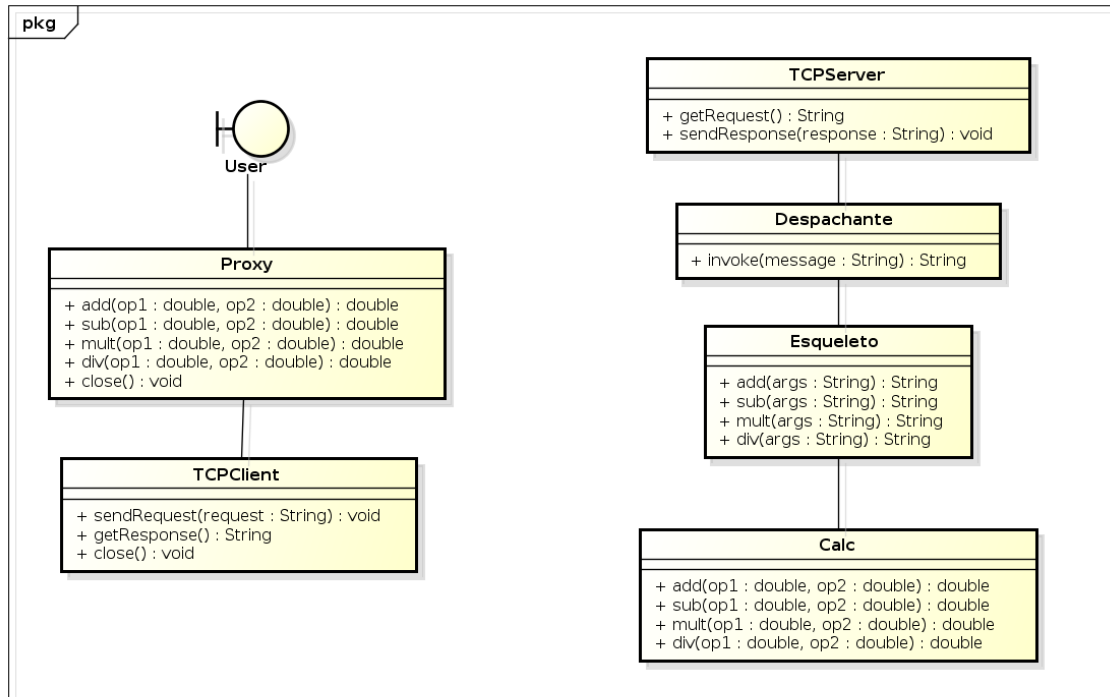 pkg
User
Proxy
+ add(op1 : double, op2 : double) : double
+ sub(op1 : double, op2 : double) : double
+ mult(op1 : double, op2 : double) : double
+ div(op1 : double, op2 : double) : double
+ close() : void
TCPClient
+ sendRequest(request : String) : void
+ getResponse() : String
+ close() : void
TCPServer
+ getRequest() : String
+ sendResponse(response : String) : void
Despachante
+ invoke(message : String) : String
Esqueleto
+ add(args : String) : String
+ sub(args : String) : String
+ mult(args : String) : String
+ div(args : String) : String
Calc
+ add(op1 : double, op2 : double) : double
+ sub(op1 : double, op2 : double) : double
+ mult(op1 : double, op2 : double) : double
+ div(op1 : double, op2 : double) : double